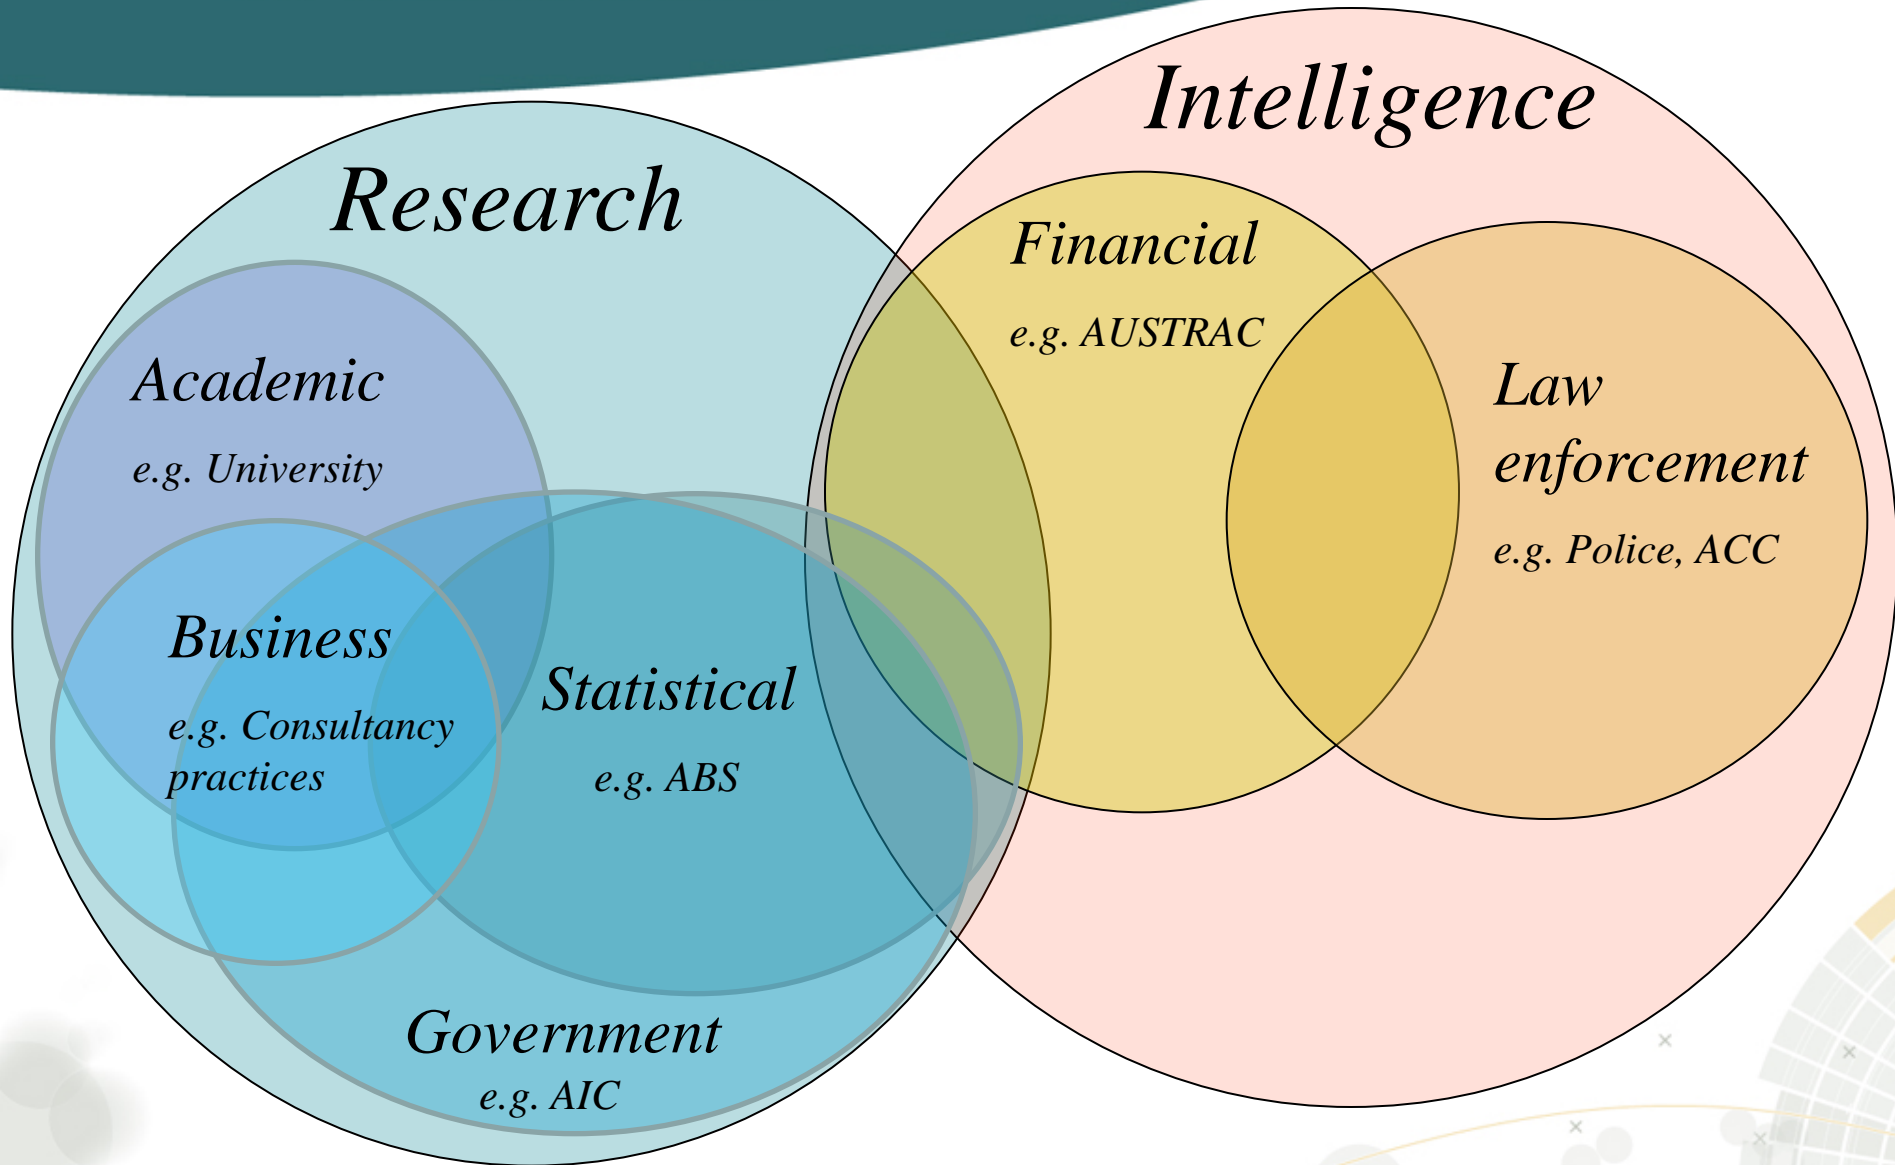 Intelligence
Research
Financial
e.g. AUSTRAC
Law
enforcement
e.g. Police, ACC
Academic
e.g. University
Business
e.g. Consultancy
practices
Statistical
e.g. ABS
Government
e.g. AIC